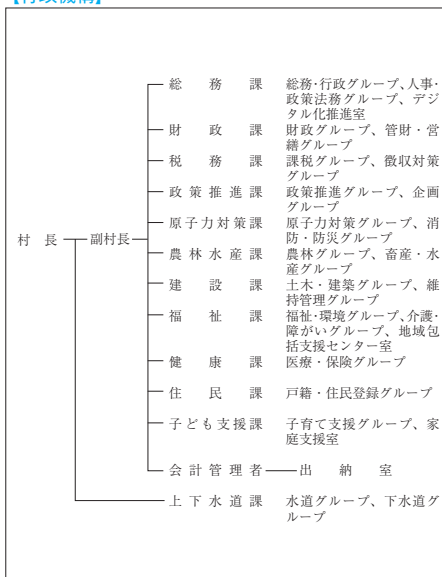 総務課 総務・行政グループ、人事・
政策法務グループ、デジ
タル化推進室
財政課 財政グループ、管財・営
繕グループ
税務課 課税グループ、徴収対策
グループ
政策推進課 政策推進グループ、企画
グループ
原子力対策課 原子力対策グループ、消
防・防災グループ
村長 副村長
農林水産課 農林グループ、畜産・水
産グループ
建設課 土木・建築グループ、維
持管理グループ
福祉課 福祉・環境グループ、介護・
障がいグループ、地域包
括支援センター室
健康課 医療・保険グループ
住民課 戸籍・住民登録グループ
子ども支援課 子育て支援グループ、家
庭支援室
会計管理者 出納室
上下水道課 水道グループ、下水道グ
ループ